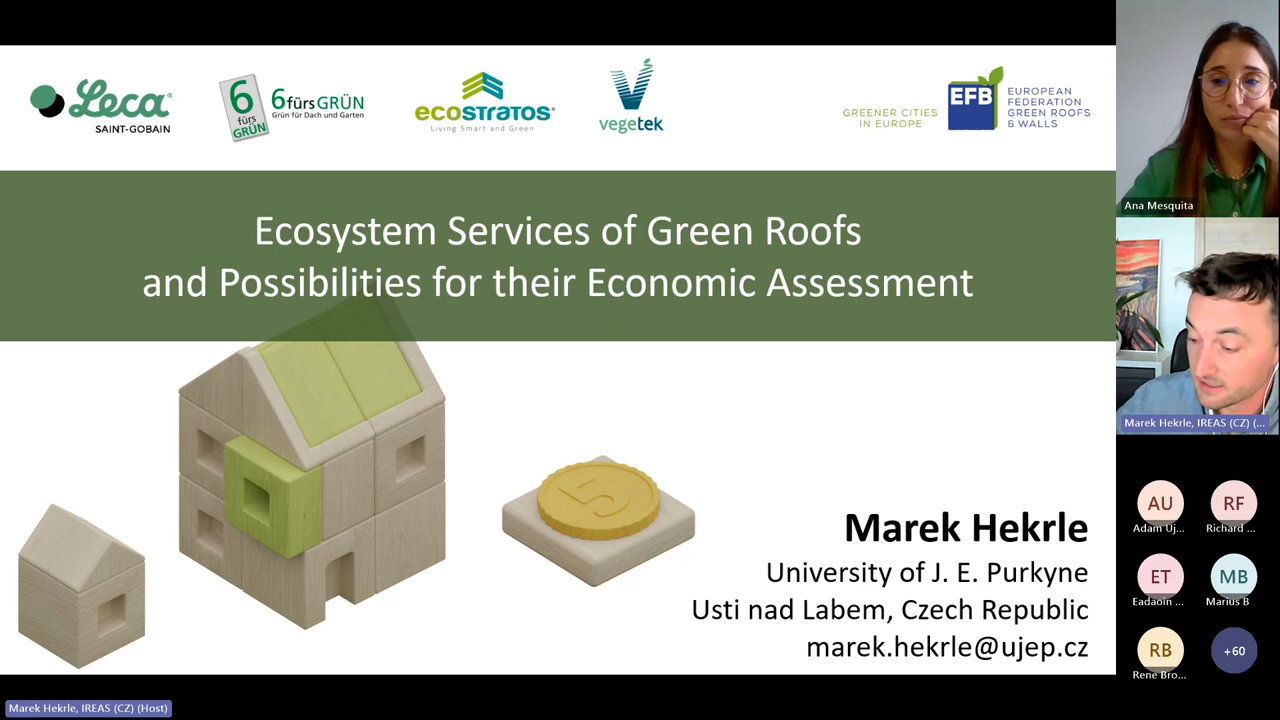 Leca®
SAINT-GOBAIN
6
fürs
GRÜN
6fürsGRÜN
Grün für Dach und Garten
ecostratos®
Living Smart and Green
vegetek
GREENER CITIES
IN EUROPE
EFB
EUROPEAN
FEDERATION
GREEN ROOFS
& WALLS
Ecosystem Services of Green Roofs
and Possibilities for their Economic Assessment
5
Marek Hekrle
University of J. E. Purkyne
Usti nad Labem, Czech Republic
marek.hekrle@ujep.cz
Marek Hekrle, IREAS (CZ) (Host)
Ana Mesquita
Marek Hekrle, IREAS (CZ) (...
AU
Adam Uj...
RF
Richard ...
ET
Eadaoin ...
MB
Marius B
RB
Rene Bro...
+60